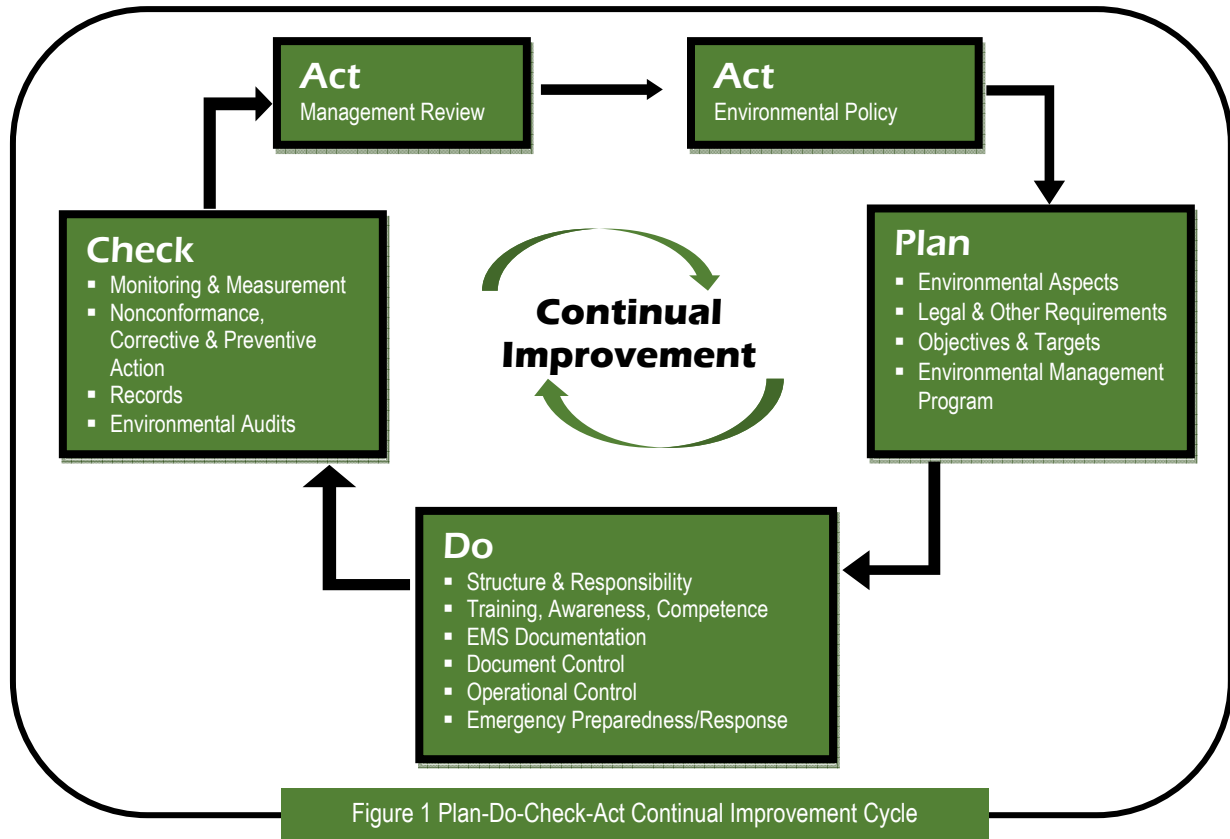 Act
Management Review
Act
Environmental Policy
Check
▪ Monitoring & Measurement
▪ Nonconformance,
Corrective & Preventive
Action
▪ Records
▪ Environmental Audits
Continual
Improvement
Plan
▪ Environmental Aspects
▪ Legal & Other Requirements
▪ Objectives & Targets
▪ Environmental Management
Program
Do
▪ Structure & Responsibility
▪ Training, Awareness, Competence
▪ EMS Documentation
▪ Document Control
▪ Operational Control
▪ Emergency Preparedness/Response
Figure 1 Plan-Do-Check-Act Continual Improvement Cycle